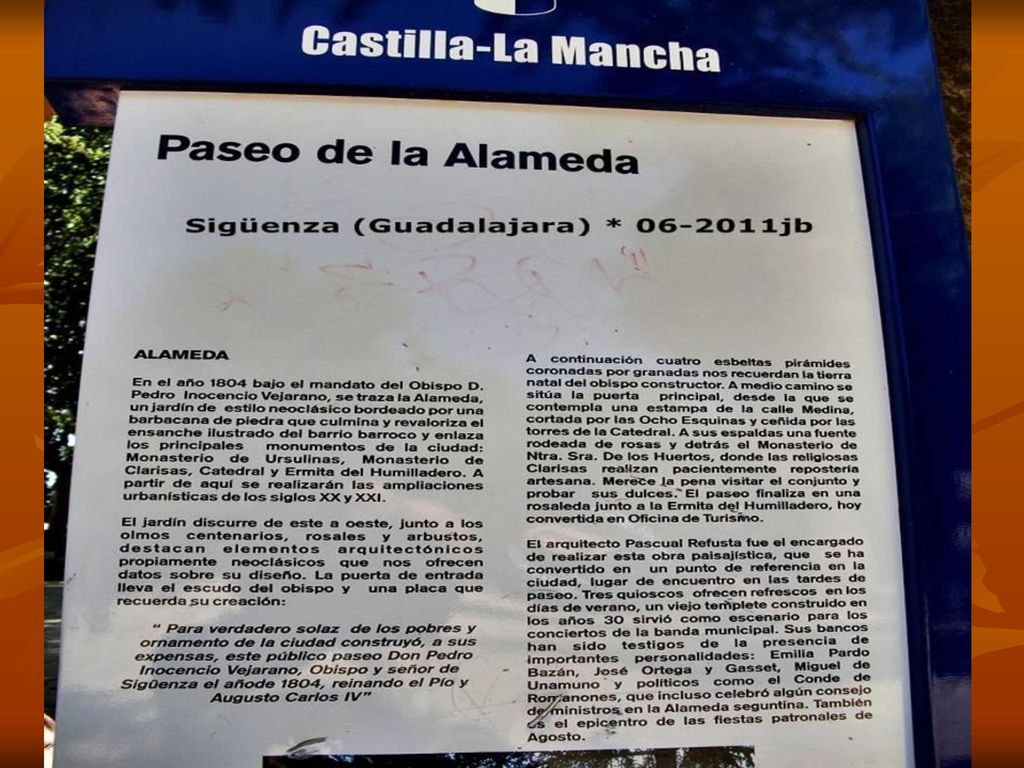 Castilla-La Mancha
Paseo de la Alameda
Sigüenza (Guadalajara) * 06-2011jb
ALAMEDA
En el año 1804 bajo el mandato del Obispo D.
Pedro Inocencio Vejarano, se traza la Alameda,
un jardín de estilo neoclásico bordeado por una
barbacana de piedra que culmina y revaloriza el
ensanche ilustrado del barrio barroco y enlaza
los principales monumentos de la ciudad:
Monasterio de Ursulinas, Monasterio de
Clarisas, Catedral y Ermita del Humilladero. A
partir de aquí se realizarán las ampliaciones
urbanísticas de los siglos XX y XXI.
El jardín discurre de este a oeste, junto a los
olmos centenarios, rosales y arbustos,
destacan elementos arquitectónicos
propiamente neoclásicos que nos ofrecen
datos sobre su diseño. La puerta de entrada
lleva el escudo del obispo y una placa que
recuerda su creación:
“ Para verdadero solaz de los pobres y
ornamento de la ciudad construyó, a sus
expensas, este público paseo Don Pedro
Inocencio Vejarano, Obispo y señor de
Sigüenza el añode 1804, reinando el Pío y
Augusto Carlos IV”
A continuación cuatro esbeltas pirámides
coronadas por granadas nos recuerdan la tierra
natal del obispo constructor. A medio camino se
sitúa la puerta principal, desde la que se
contempla una estampa de la calle Medina,
cortada por las Ocho Esquinas y ceñida por las
torres de la Catedral. A sus espaldas una fuente
rodeada de rosas y detrás el Monasterio de
Ntra. Sra. De los Huertos, donde las religiosas
Clarisas realizan pacientemente repostería
artesana. Merece la pena visitar el conjunto y
probar sus dulces. El paseo finaliza en una
rosaleda junto a la Ermita del Humilladero, hoy
convertida en Oficina de Turismo.
El arquitecto Pascual Refusta fue el encargado
de realizar esta obra paisajística, que se ha
convertido en un punto de referencia en la
ciudad, lugar de encuentro en las tardes de
paseo. Tres quioscos ofrecen refrescos en los
días de verano, un viejo templete construido en
los años 30 sirvió como escenario para los
conciertos de la banda municipal. Sus bancos
han sido testigos de la presencia de
importantes personalidades: Emilia Pardo
Bazán, José Ortega y Gasset, Miguel de
Unamuno y políticos como el Conde de
Romanones, que incluso celebró algún consejo
de ministros en la Alameda seguntina. También
es el epicentro de las fiestas patronales de
Agosto.